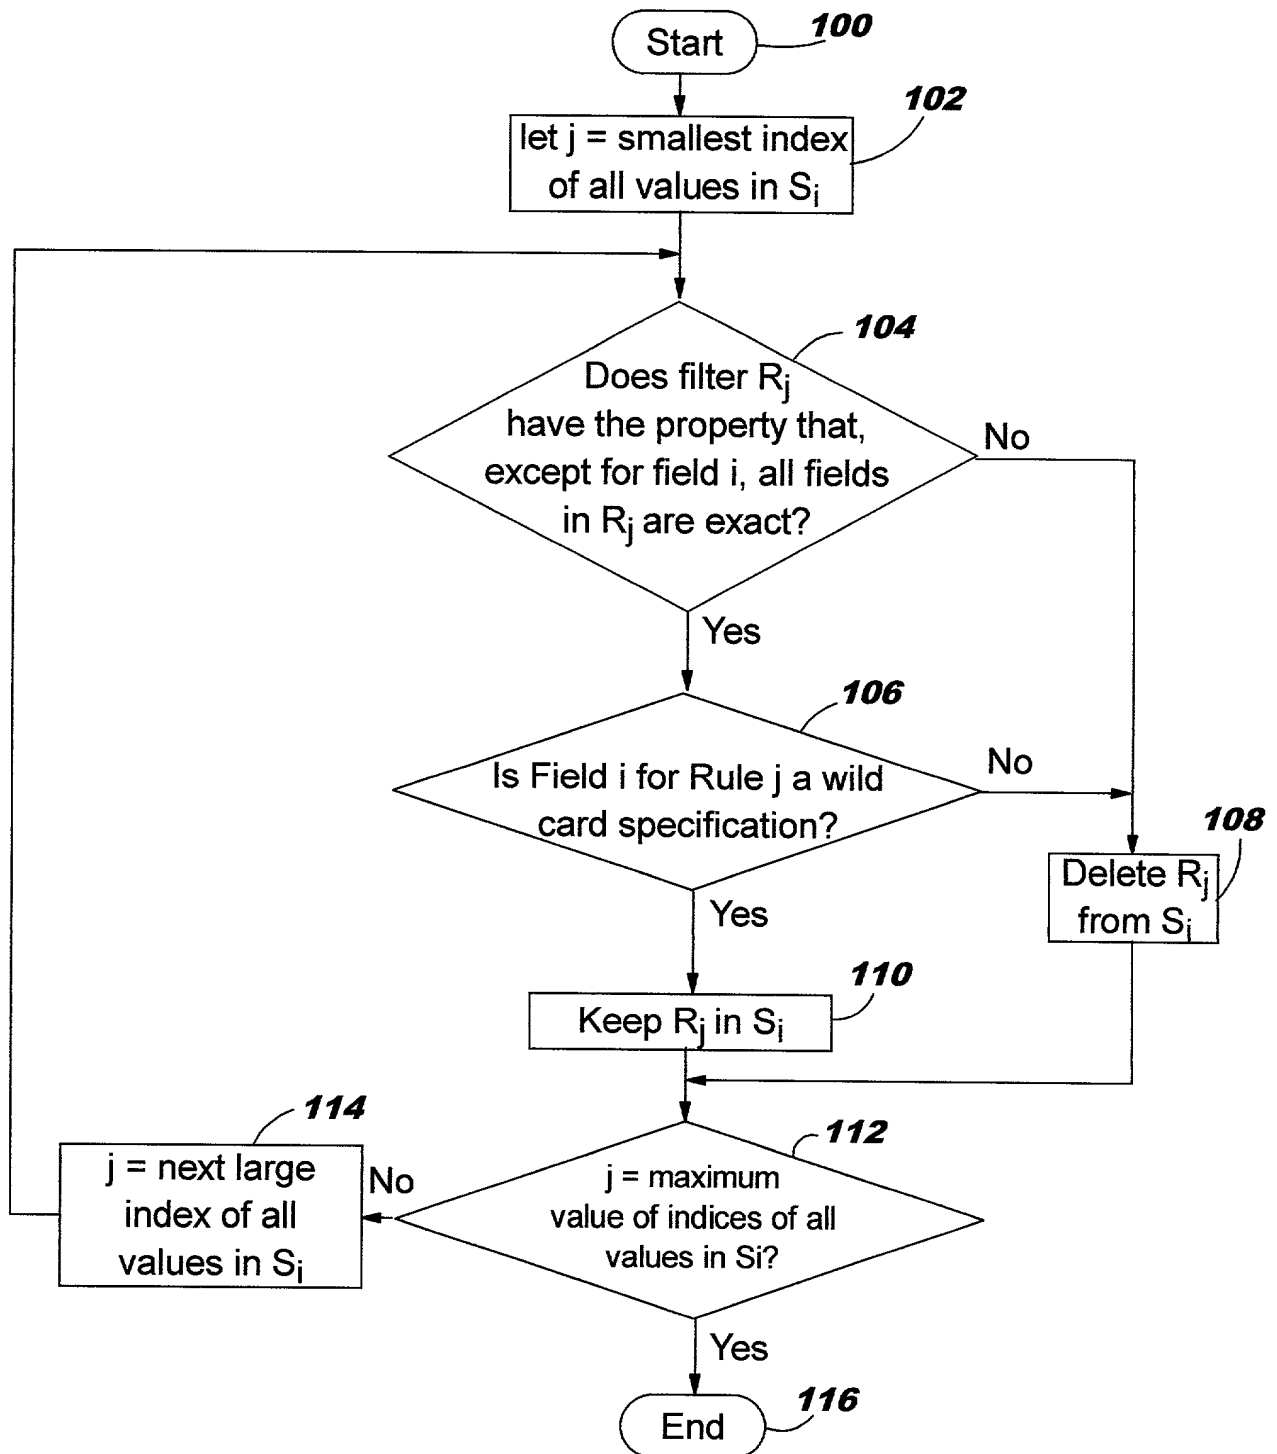 Start
100
102
let j = smallest index
of all values in Si
104
Does filter Rj
have the property that,
except for field i, all fields
in Rj are exact?
No
Yes
106
Is Field i for Rule j a wild
card specification?
No
Yes
108
Delete Rj
from Si
110
Keep Rj in Si
112
j = maximum
value of indices of all
values in Si?
No
114
j = next large
index of all
values in Si
Yes
116
End